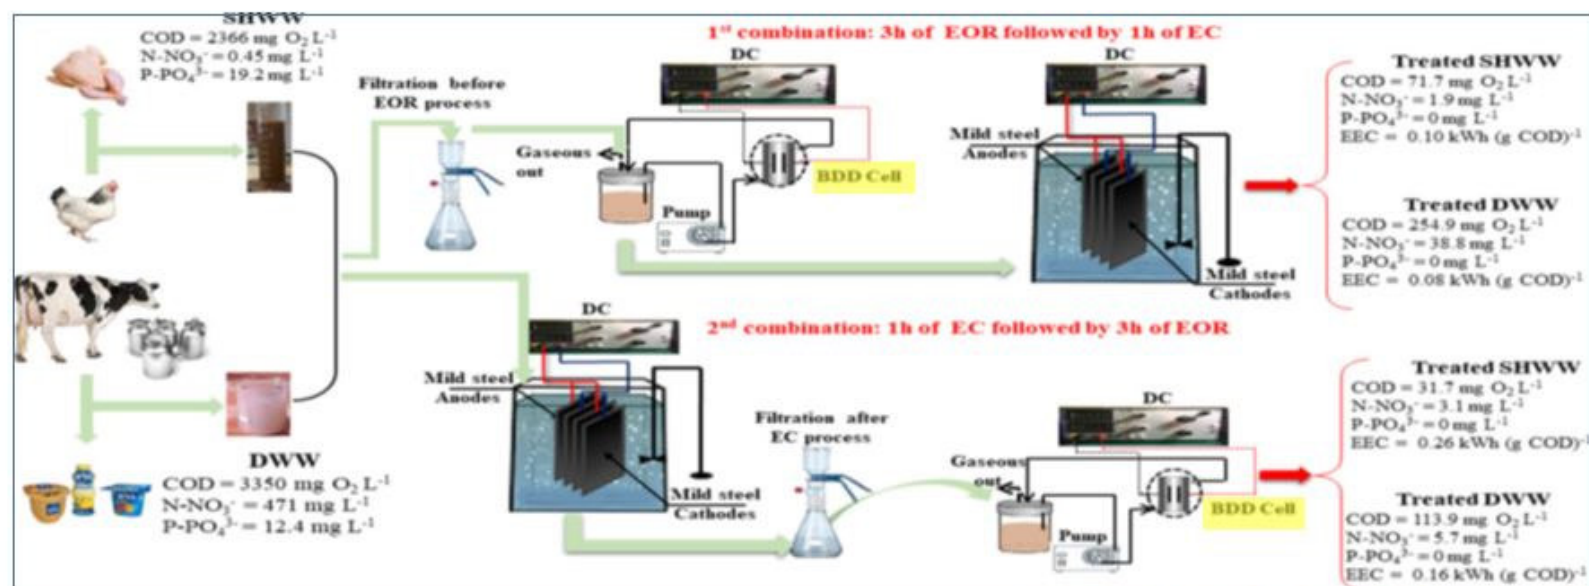 SHWW
COD = 2366 mg O₂ L⁻¹
N-NO₃⁻ = 0.45 mg L⁻¹
P-PO₄³⁻ = 19.2 mg L⁻¹
DWW
COD = 3350 mg O₂ L⁻¹
N-NO₃⁻ = 471 mg L⁻¹
P-PO₄³⁻ = 12.4 mg L⁻¹
1st combination: 3h of EOR followed by 1h of EC
Filtration before
EOR process
DC
Gaseous
out
BDD Cell
Pump
DC
Mild steel
Anodes
Mild steel
Cathodes
Treated SHWW
COD = 71.7 mg O₂ L⁻¹
N-NO₃⁻ = 1.9 mg L⁻¹
P-PO₄³⁻ = 0 mg L⁻¹
EEC = 0.10 kWh (g COD)⁻¹
Treated DWW
COD = 254.9 mg O₂ L⁻¹
N-NO₃⁻ = 38.8 mg L⁻¹
P-PO₄³⁻ = 0 mg L⁻¹
EEC = 0.08 kWh (g COD)⁻¹
2nd combination: 1h of EC followed by 3h of EOR
DC
Mild steel
Anodes
Mild steel
Cathodes
Filtration after
EC process
DC
Gaseous
out
BDD Cell
Pump
Treated SHWW
COD = 31.7 mg O₂ L⁻¹
N-NO₃⁻ = 3.1 mg L⁻¹
P-PO₄³⁻ = 0 mg L⁻¹
EEC = 0.26 kWh (g COD)⁻¹
Treated DWW
COD = 113.9 mg O₂ L⁻¹
N-NO₃⁻ = 5.7 mg L⁻¹
P-PO₄³⁻ = 0 mg L⁻¹
EEC = 0.16 kWh (g COD)⁻¹